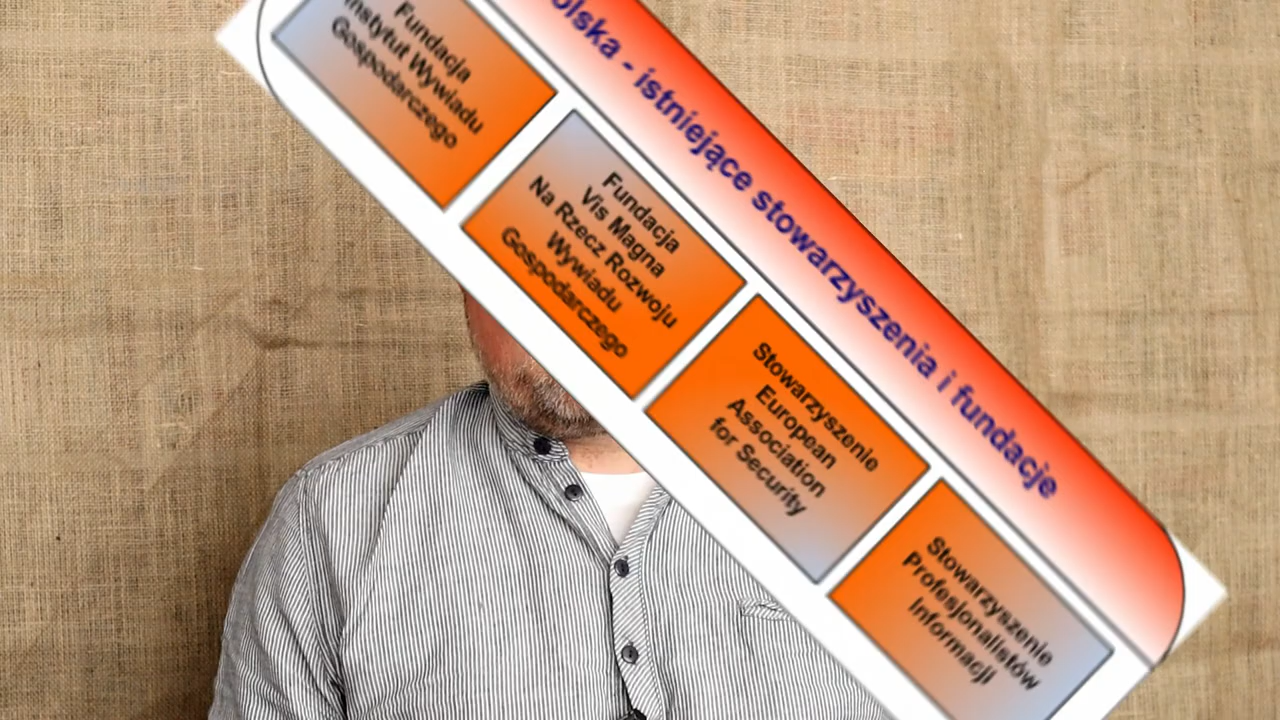 olska - istniejące stowarzyszenia i fundacje
Fundacja
Instytut Wywiadu
Gospodarczego
Fundacja
Vis Magna
Na Rzecz Rozwoju
Wywiadu
Gospodarczego
Stowarzyszenie
European
Association
for Security
Stowarzyszenie
Profesjonalistów
Informacji